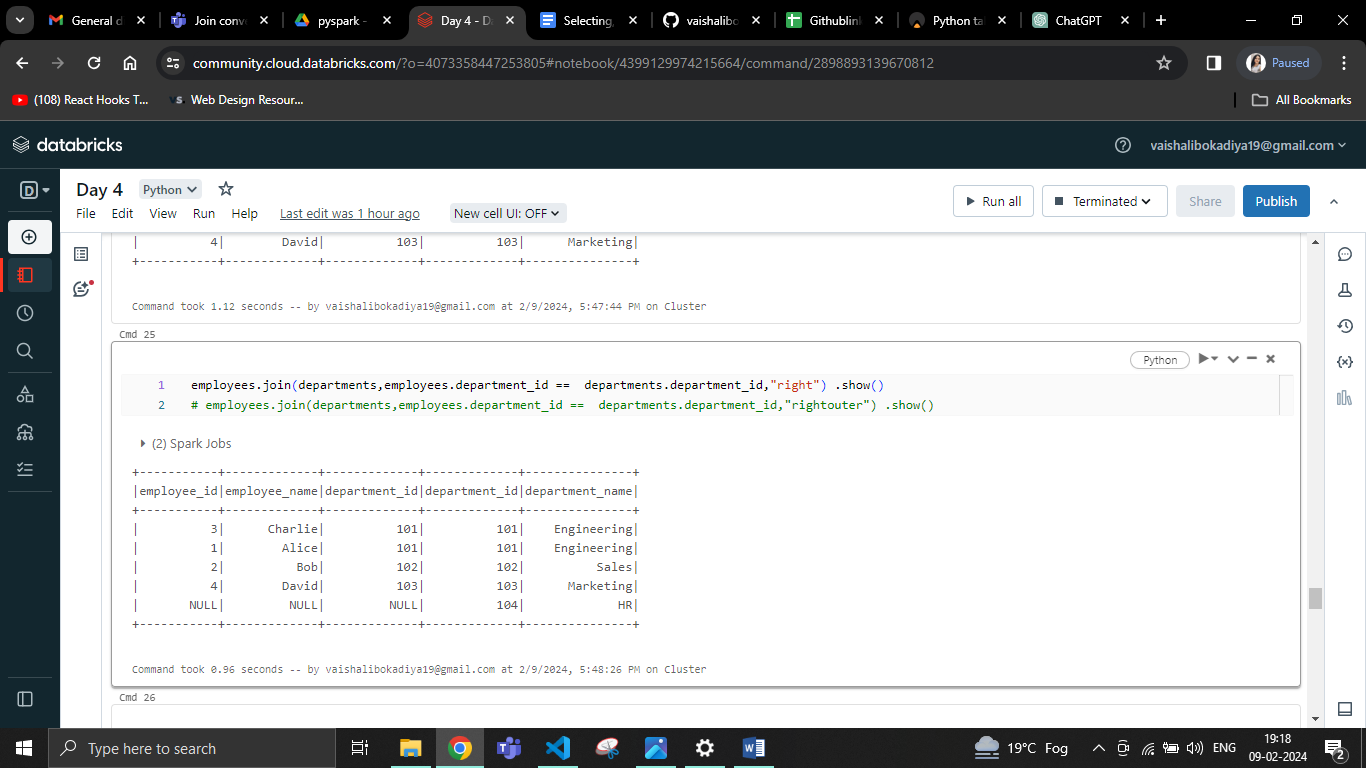 General d
Join conv
pyspark -
Day 4 - Da
Selecting,
vaishalibo
Githublink
Python tal
ChatGPT
community.cloud.databricks.com/?o=4073358447253805#notebook/4399129974215664/command/2898893139670812
Paused
(108) React Hooks T...
Web Design Resour...
All Bookmarks
databricks
vaishalibokadiya19@gmail.com
D
Day 4 Python
File Edit View Run Help Last edit was 1 hour ago New cell UI: OFF
Run all Terminated Share Publish
| 4| David| 103| 103| Marketing|
+-----------+-------------+-------------+-------------+---------------+
Command took 1.12 seconds -- by vaishalibokadiya19@gmail.com at 2/9/2024, 5:47:44 PM on Cluster
Cmd 25
Python
1 employees.join(departments,employees.department_id ==  departments.department_id,"right") .show()
2 # employees.join(departments,employees.department_id ==  departments.department_id,"rightouter") .show()
(2) Spark Jobs
+-----------+-------------+-------------+-------------+---------------+
|employee_id|employee_name|department_id|department_id|department_name|
+-----------+-------------+-------------+-------------+---------------+
| 3| Charlie| 101| 101| Engineering|
| 1| Alice| 101| 101| Engineering|
| 2| Bob| 102| 102| Sales|
| 4| David| 103| 103| Marketing|
| NULL| NULL| NULL| 104| HR|
+-----------+-------------+-------------+-------------+---------------+
Command took 0.96 seconds -- by vaishalibokadiya19@gmail.com at 2/9/2024, 5:48:26 PM on Cluster
Cmd 26
Type here to search
19°C Fog
ENG
19:18
09-02-2024
2